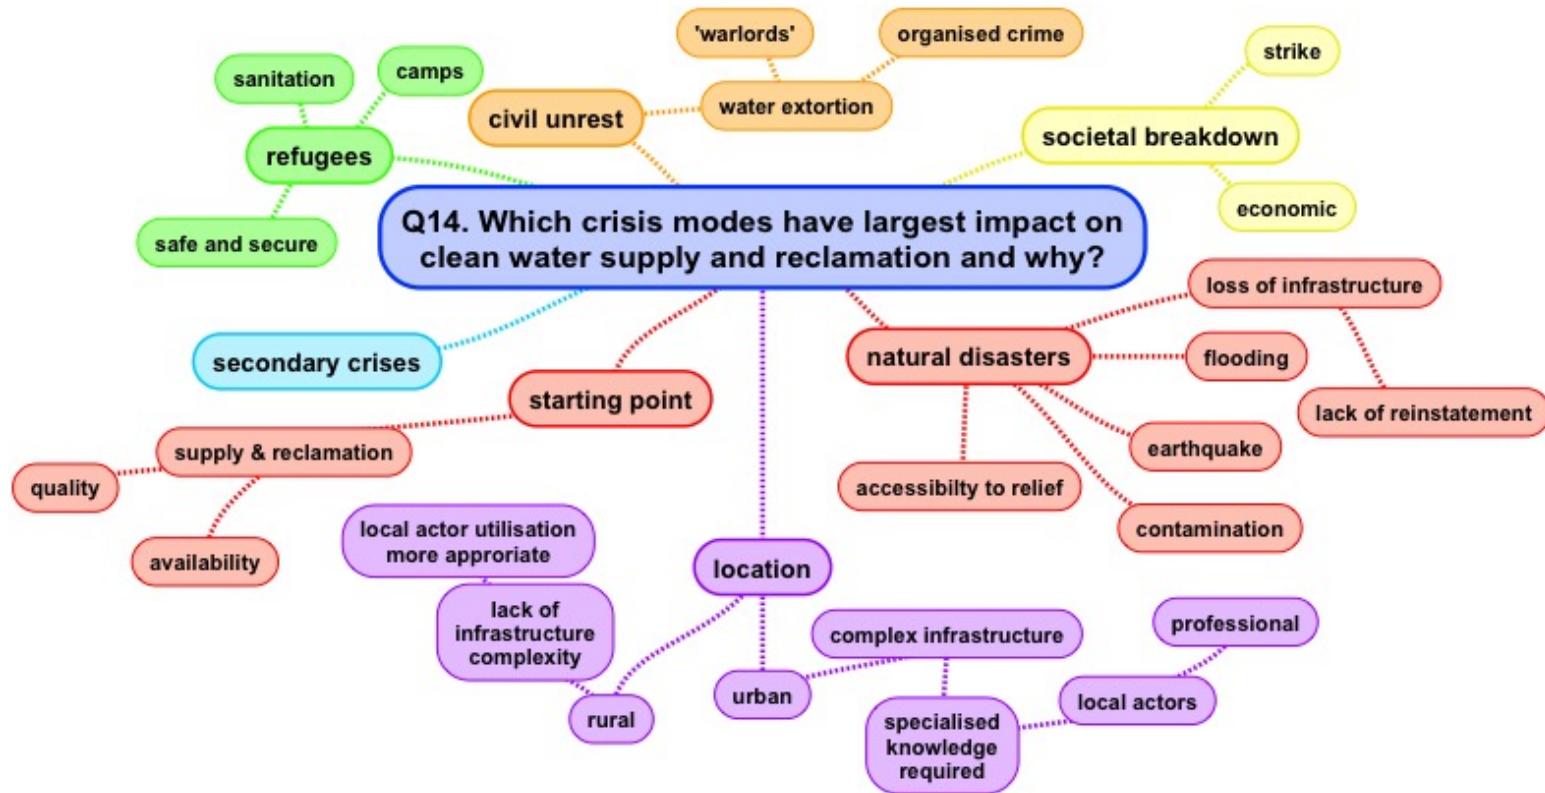 'warlords'
organised crime
strike
sanitation
camps
civil unrest
water extortion
societal breakdown
refugees
economic
safe and secure
Q14. Which crisis modes have largest impact on
clean water supply and reclamation and why?
loss of infrastructure
secondary crises
natural disasters
flooding
starting point
lack of reinstatement
supply & reclamation
earthquake
quality
accessibilty to relief
contamination
availability
local actor utilisation
more approriate
location
lack of
infrastructure
complexity
complex infrastructure
professional
urban
local actors
rural
specialised
knowledge
required